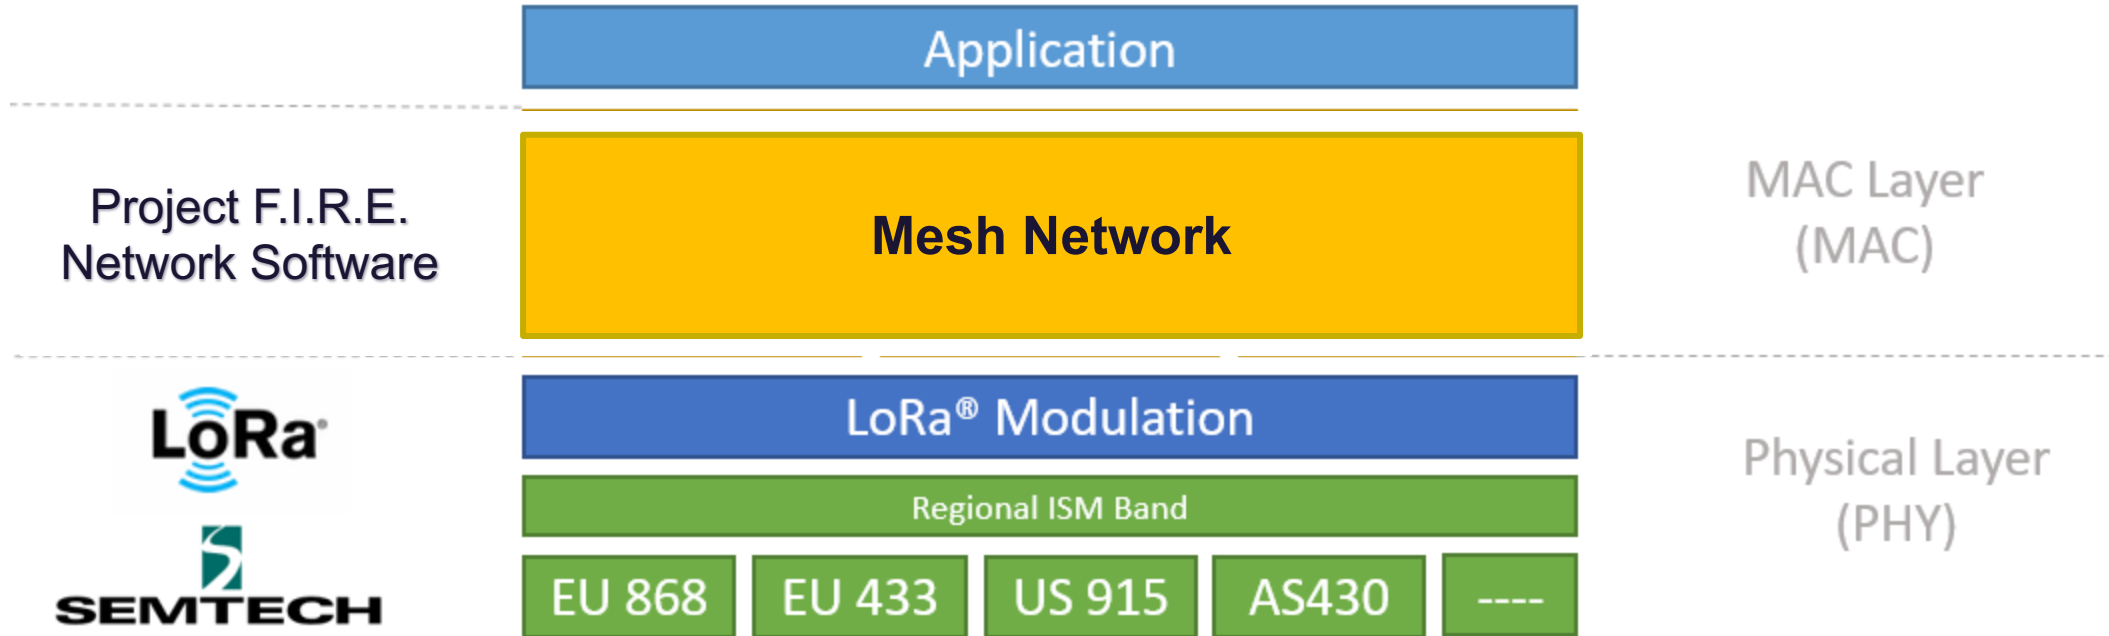 Application
Project F.I.R.E.
Network Software
Mesh Network
MAC Layer
(MAC)
LoRa®
LoRa® Modulation
Physical Layer
(PHY)
Regional ISM Band
SEMTECH
EU 868
EU 433
US 915
AS430
----